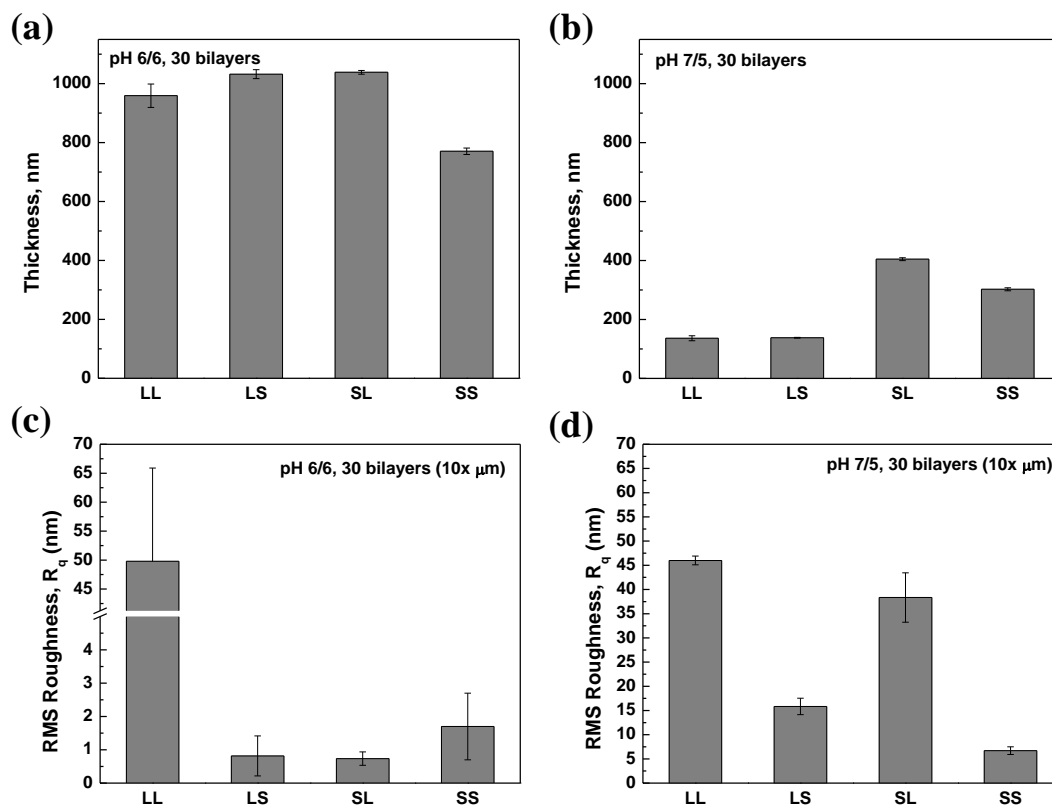 (a)
pH 6/6, 30 bilayers
Thickness, nm
1000
800
600
400
200
0
LL LS SL SS
(b)
pH 7/5, 30 bilayers
Thickness, nm
1000
800
600
400
200
0
LL LS SL SS
(c)
pH 6/6, 30 bilayers (10x μm)
RMS Roughness, R_q (nm)
70
65
60
55
50
45
4
3
2
1
0
LL LS SL SS
(d)
pH 7/5, 30 bilayers (10x μm)
RMS Roughness, R_q (nm)
70
65
60
55
50
45
40
35
30
25
20
15
10
5
0
LL LS SL SS